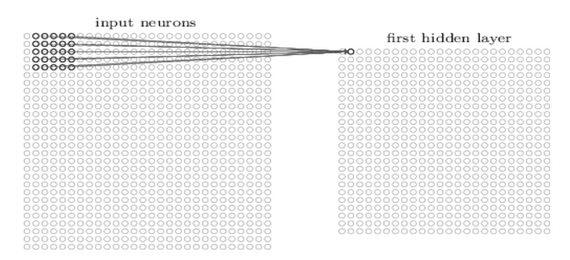 input neurons
first hidden layer